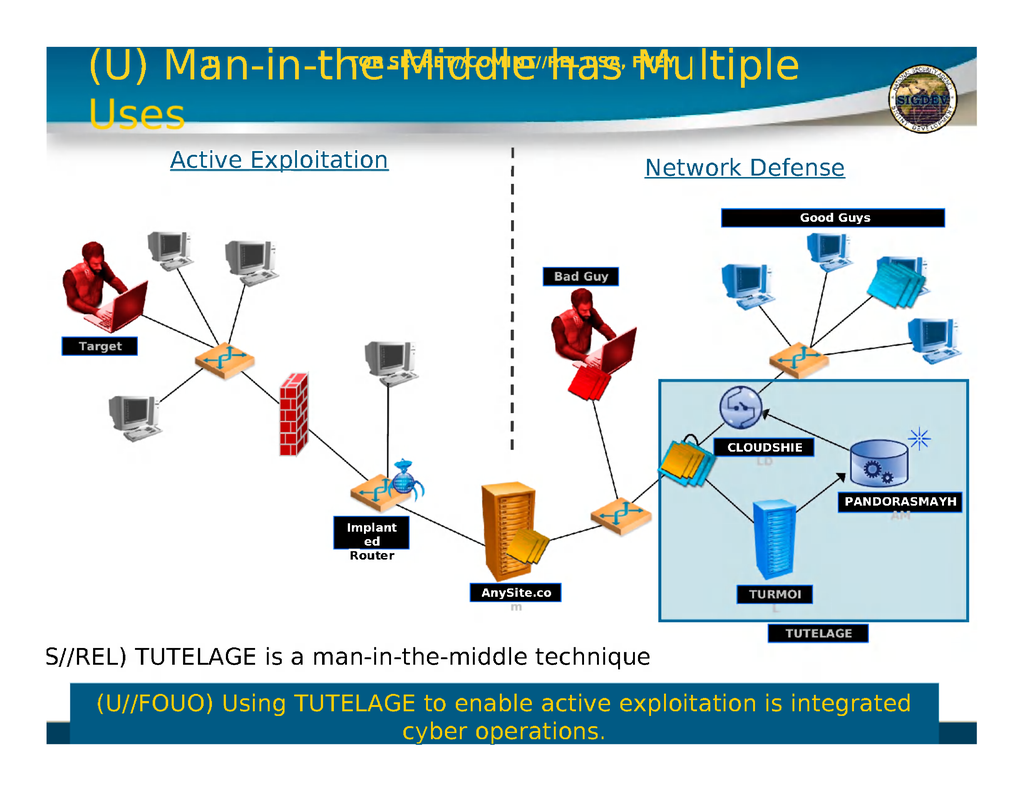 (U) Man-in-the-Middle has Multiple
Uses
TOP SECRET//COMINT//REL USA, FVEY
SIGDEV
Active Exploitation
Network Defense
Good Guys
Bad Guy
Target
CLOUDSHIE
LD
PANDORASMAYH
AM
Implant
ed
Router
AnySite.co
m
TURMOI
L
TUTELAGE
S//REL) TUTELAGE is a man-in-the-middle technique
(U//FOUO) Using TUTELAGE to enable active exploitation is integrated
cyber operations.